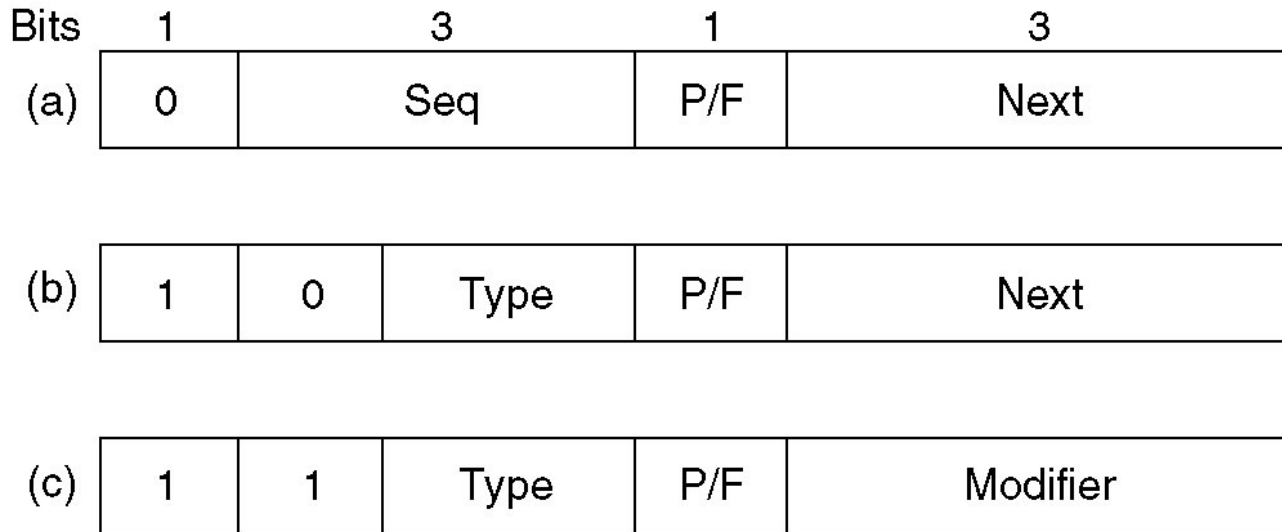 Bits 1 3 1 3
(a) 0 Seq P/F Next
(b) 1 0 Type P/F Next
(c) 1 1 Type P/F Modifier